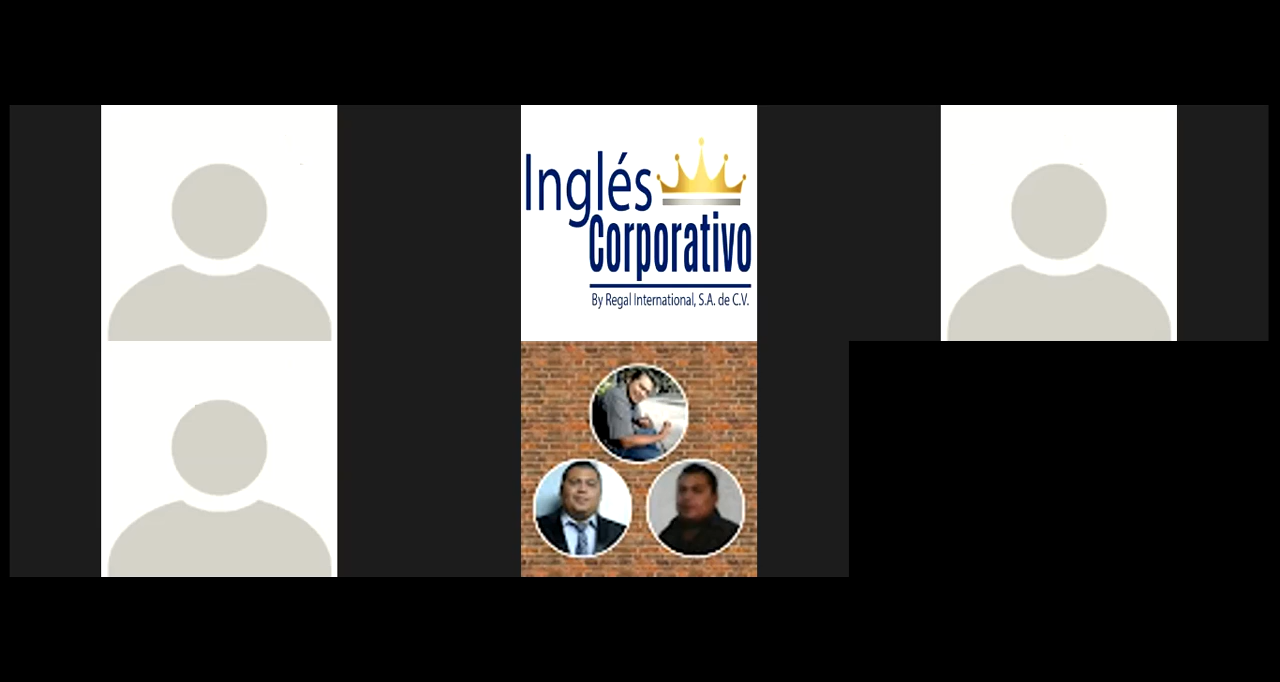 Inglés
Corporativo
By Regal International, S.A. de C.V.